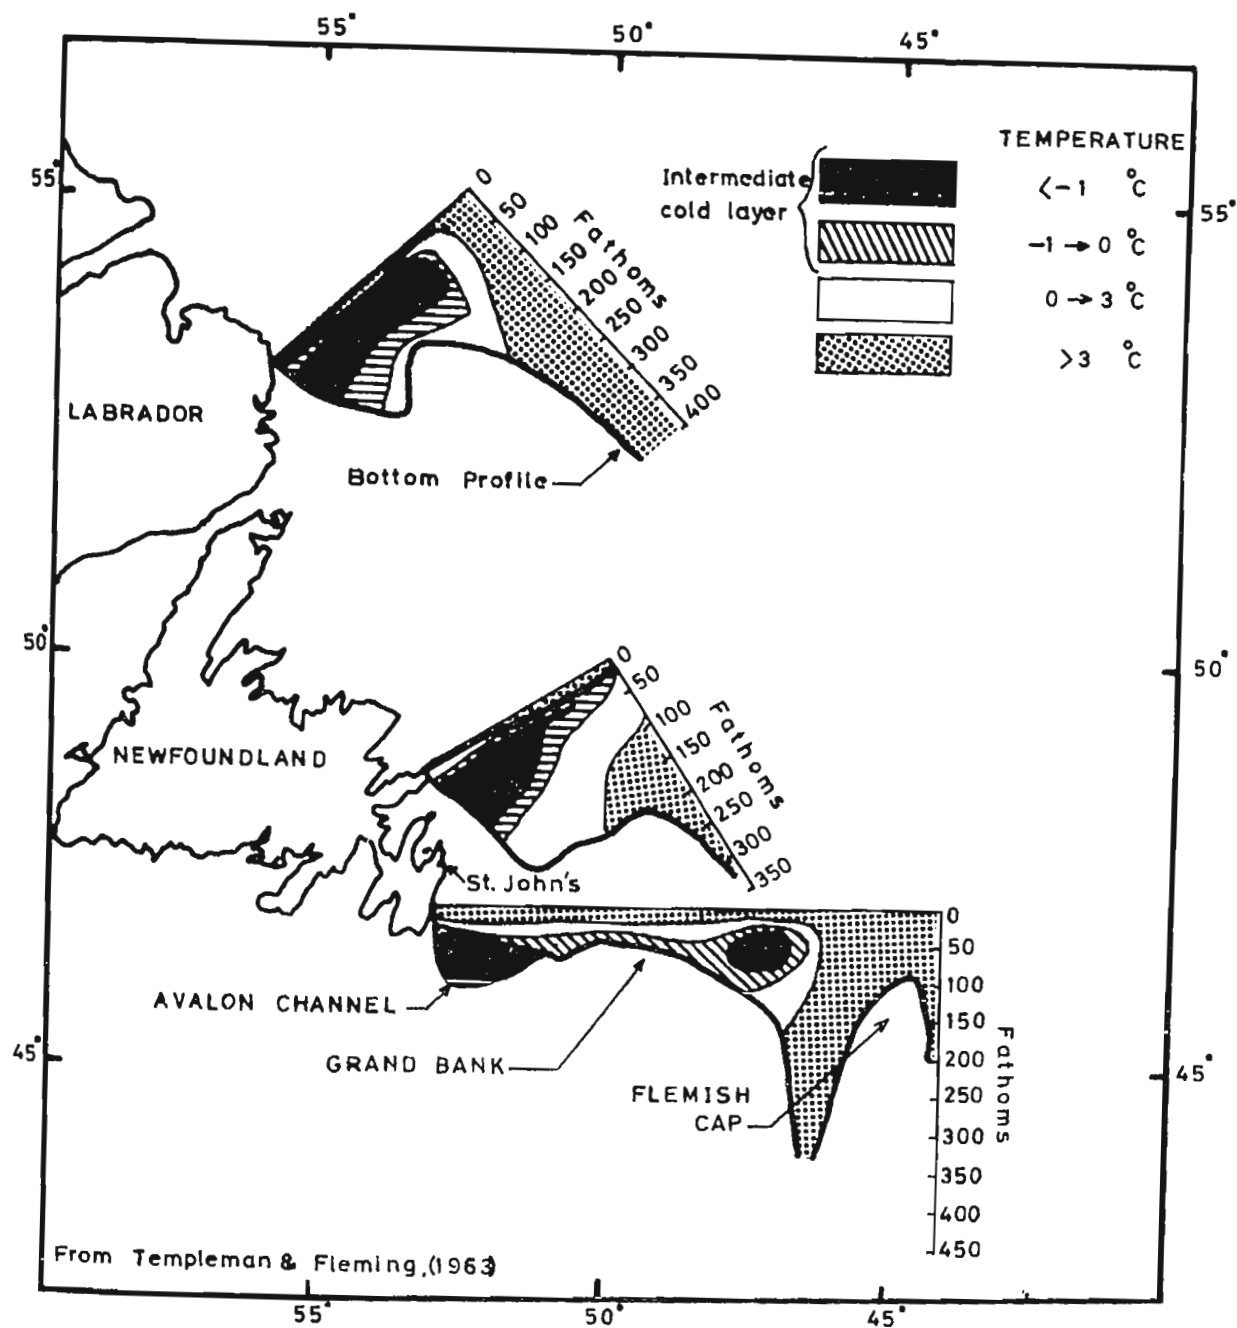 55°
50°
45°
TEMPERATURE
Intermediate
cold layer
<-1 °C
-1→0 °C
0→3 °C
>3 °C
55°
55°
0
50
100
150
200
250
300
350
400
Fathoms
LABRADOR
Bottom Profile
50°
50°
0
50
100
150
200
250
300
350
Fathoms
NEWFOUNDLAND
St. John's
0
50
100
150
200
250
300
350
400
450
Fathoms
AVALON CHANNEL
GRAND BANK
FLEMISH
CAP
45°
45°
From Templeman & Fleming,(1963)
55°
50°
45°